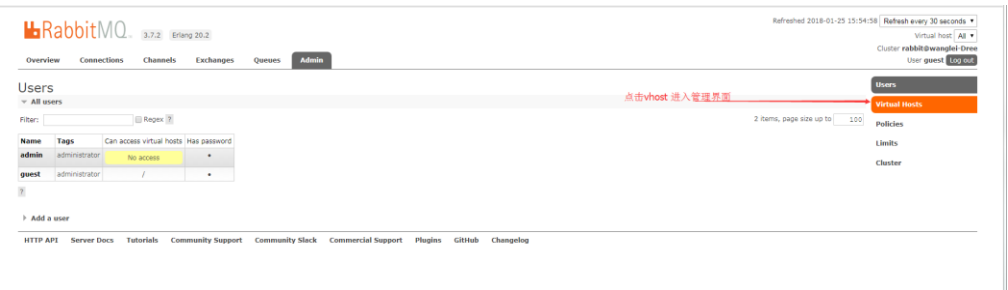 Refreshed 2018-01-25 15:54:58 Refresh every 30 seconds
RabbitMQ 3.7.2 Erlang 20.2
Virtual host All
Cluster rabbit@wanglei-Dree
User guest Log out
Overview Connections Channels Exchanges Queues Admin
Users
All users
Filter: Regex ?
2 items, page size up to 100
Name Tags Can access virtual hosts Has password
admin administrator No access •
guest administrator / •
?
Add a user
点击vhost 进入管理界面
Users
Virtual Hosts
Policies
Limits
Cluster
HTTP API Server Docs Tutorials Community Support Community Slack Commercial Support Plugins GitHub Changelog